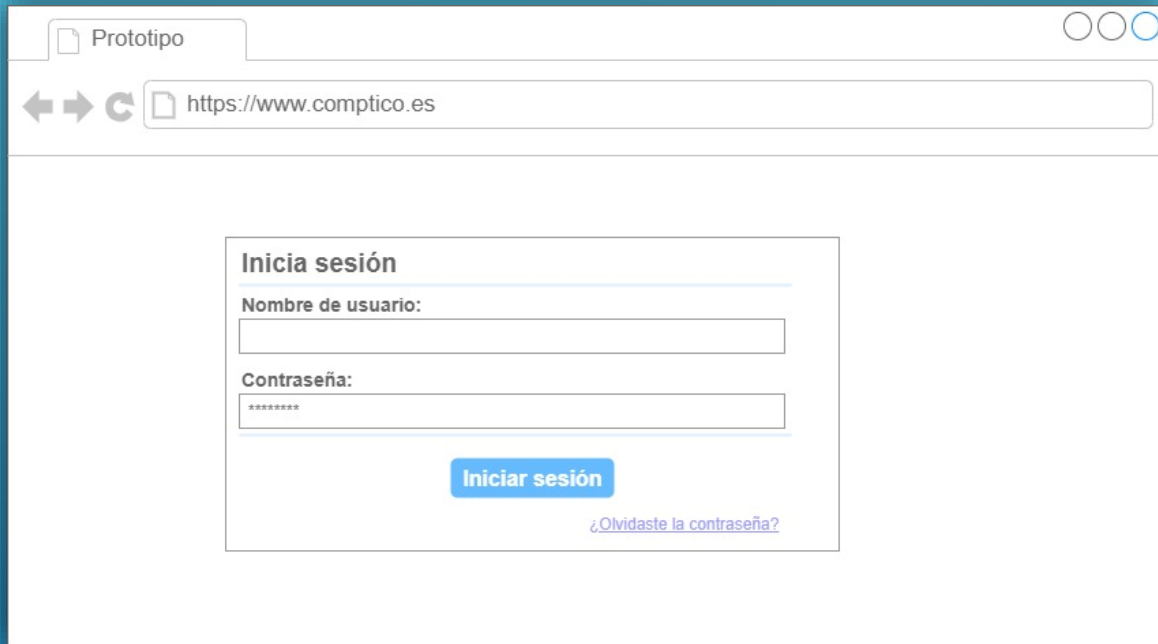 Prototipo
https://www.comptico.es
Inicia sesión
Nombre de usuario:
Contraseña:
********
Iniciar sesión
¿Olvidaste la contraseña?